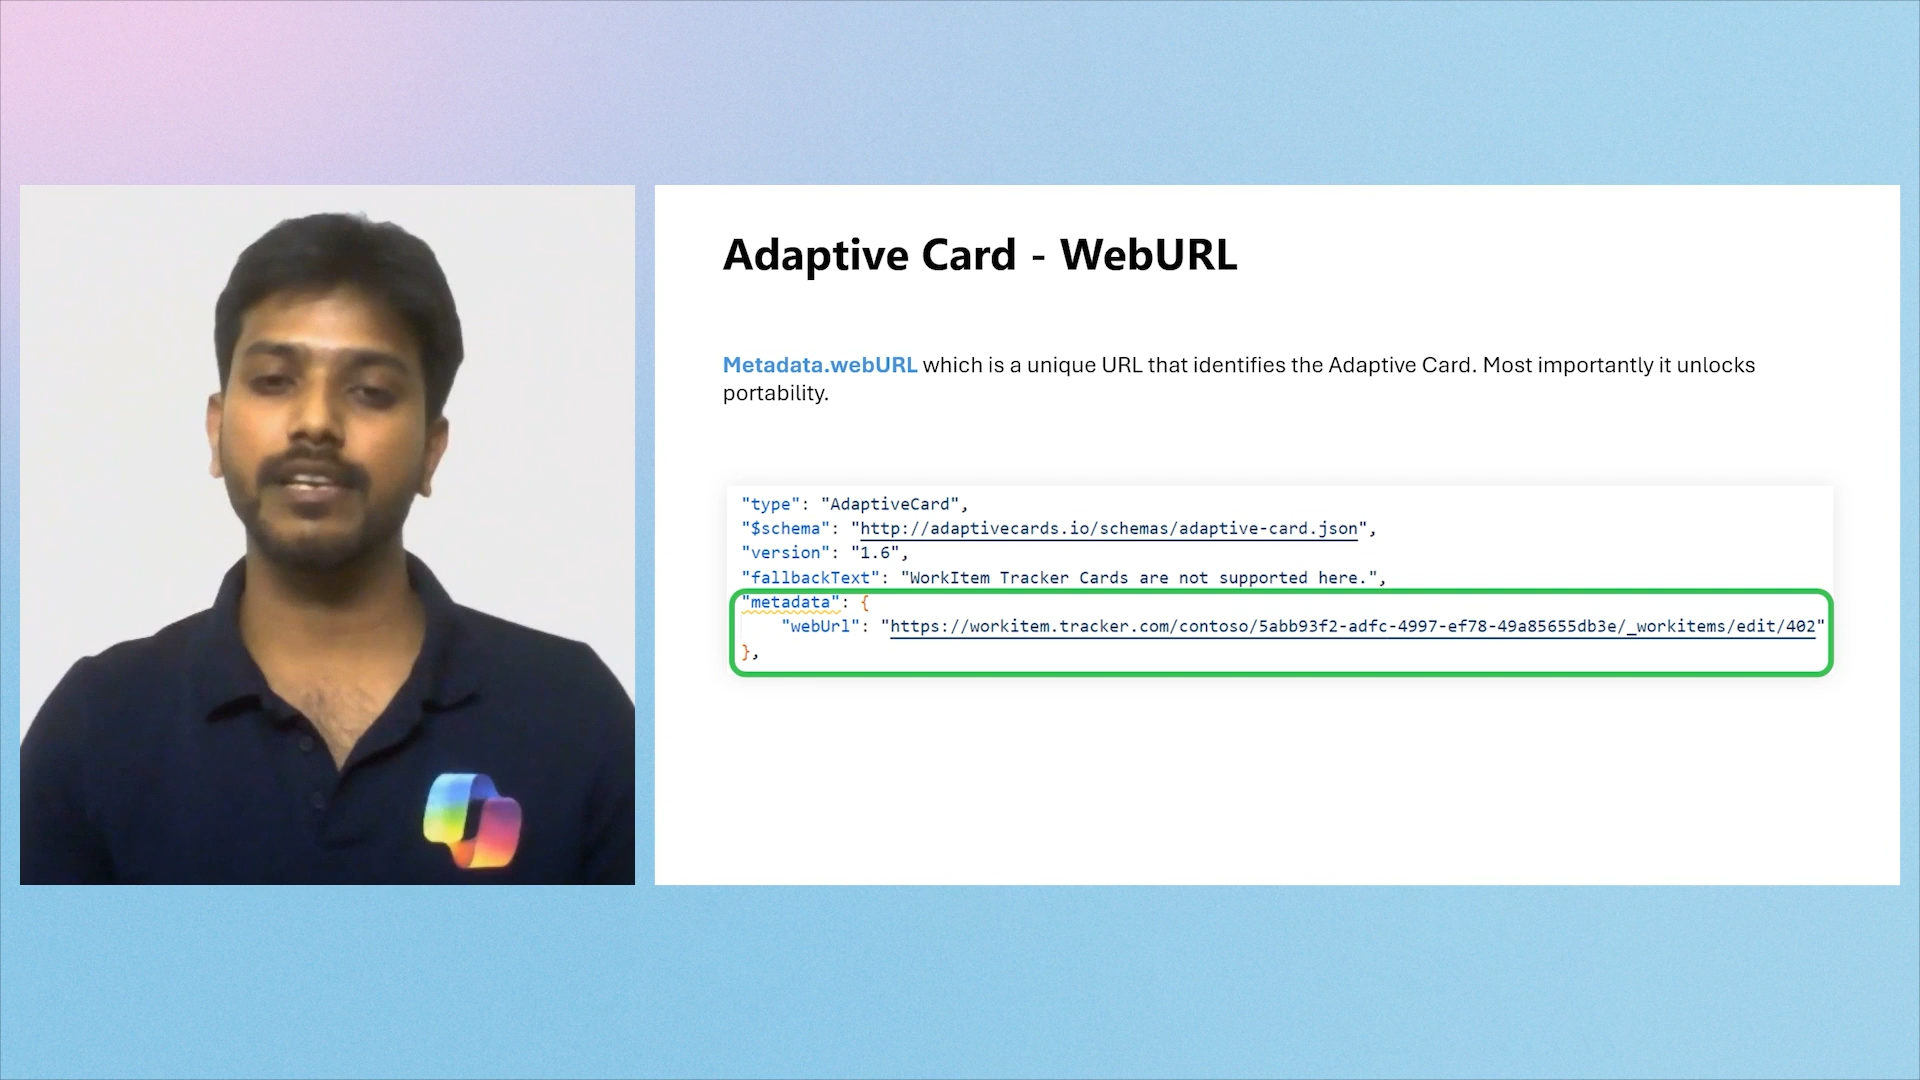 Adaptive Card - WebURL
Metadata.webURL which is a unique URL that identifies the Adaptive Card. Most importantly it unlocks
portability.
"type": "AdaptiveCard",
"$schema": "http://adaptivecards.io/schemas/adaptive-card.json",
"version": "1.6",
"fallbackText": "WorkItem Tracker Cards are not supported here.",
"metadata": {
"webUrl": "https://workitem.tracker.com/contoso/5abb93f2-adfc-4997-ef78-49a85655db3e/_workitems/edit/402"
},